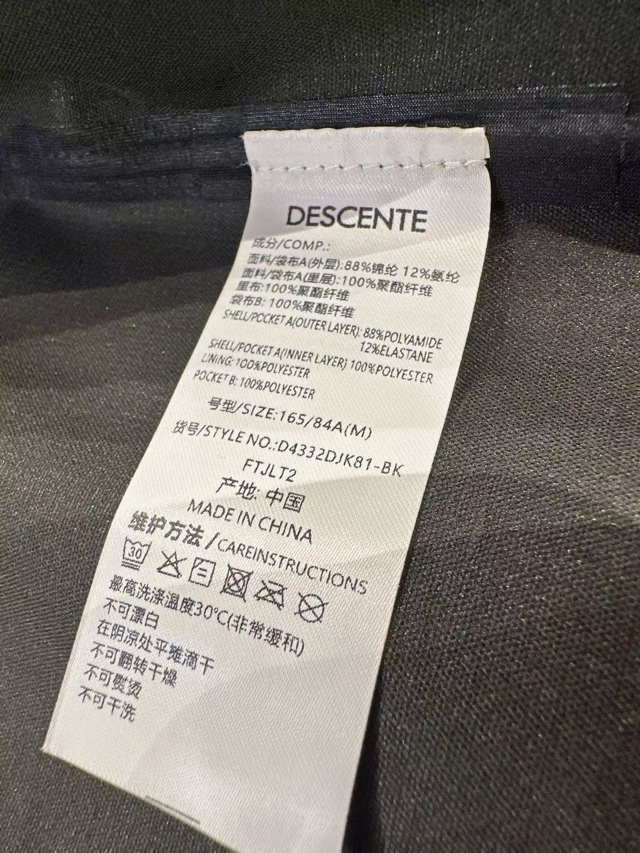 DESCENTE
成分/COMP.:
面料/袋布A(外层):88%锦纶 12%氨纶
面料/袋布A(里层):100%聚酯纤维
里布:100%聚酯纤维
袋布B: 100%聚酯纤维
SHELL/POCKET A(OUTER LAYER): 88%POLYAMIDE
12%ELASTANE
SHELL/POCKET A(INNER LAYER) 100%POLYESTER
LINING: 100%POLYESTER
POCKET B: 100%POLYESTER
号型/SIZE:165/84A(M)
货号/STYLE NO.:D4332DJK81-BK
FTJLT2
产地: 中国
MADE IN CHINA
维护方法/CAREINSTRUCTIONS
30
最高洗涤温度30℃(非常缓和)
不可漂白
在阴凉处平摊滴干
不可翻转干燥
不可熨烫
不可干洗